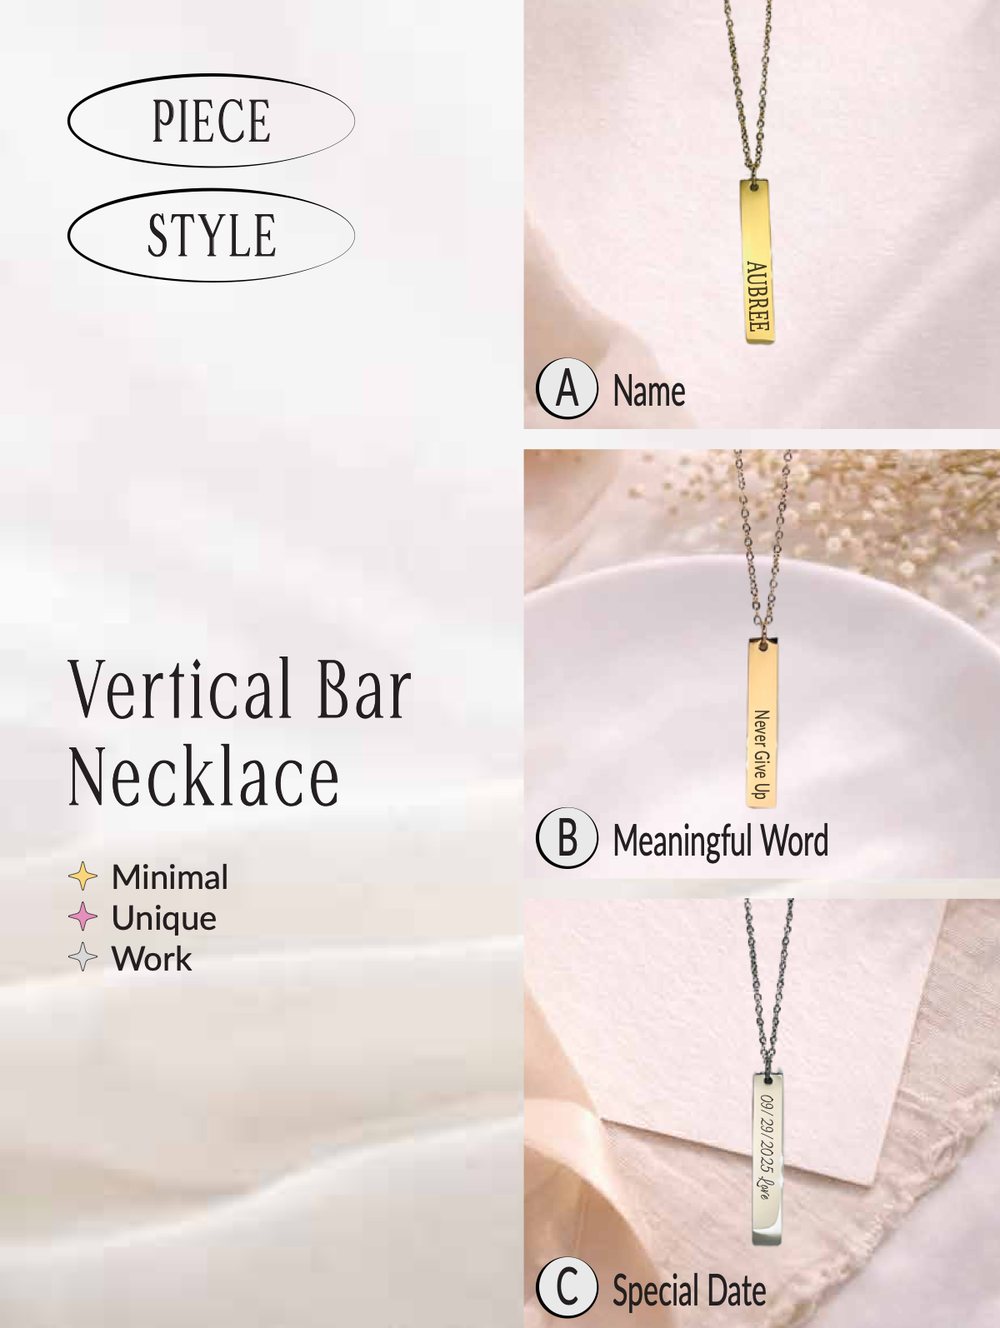 PIECE
STYLE
Vertical Bar
Necklace
Minimal
Unique
Work
AUBREE
A Name
Never Give Up
B Meaningful Word
09/29/2025 Love
C Special Date